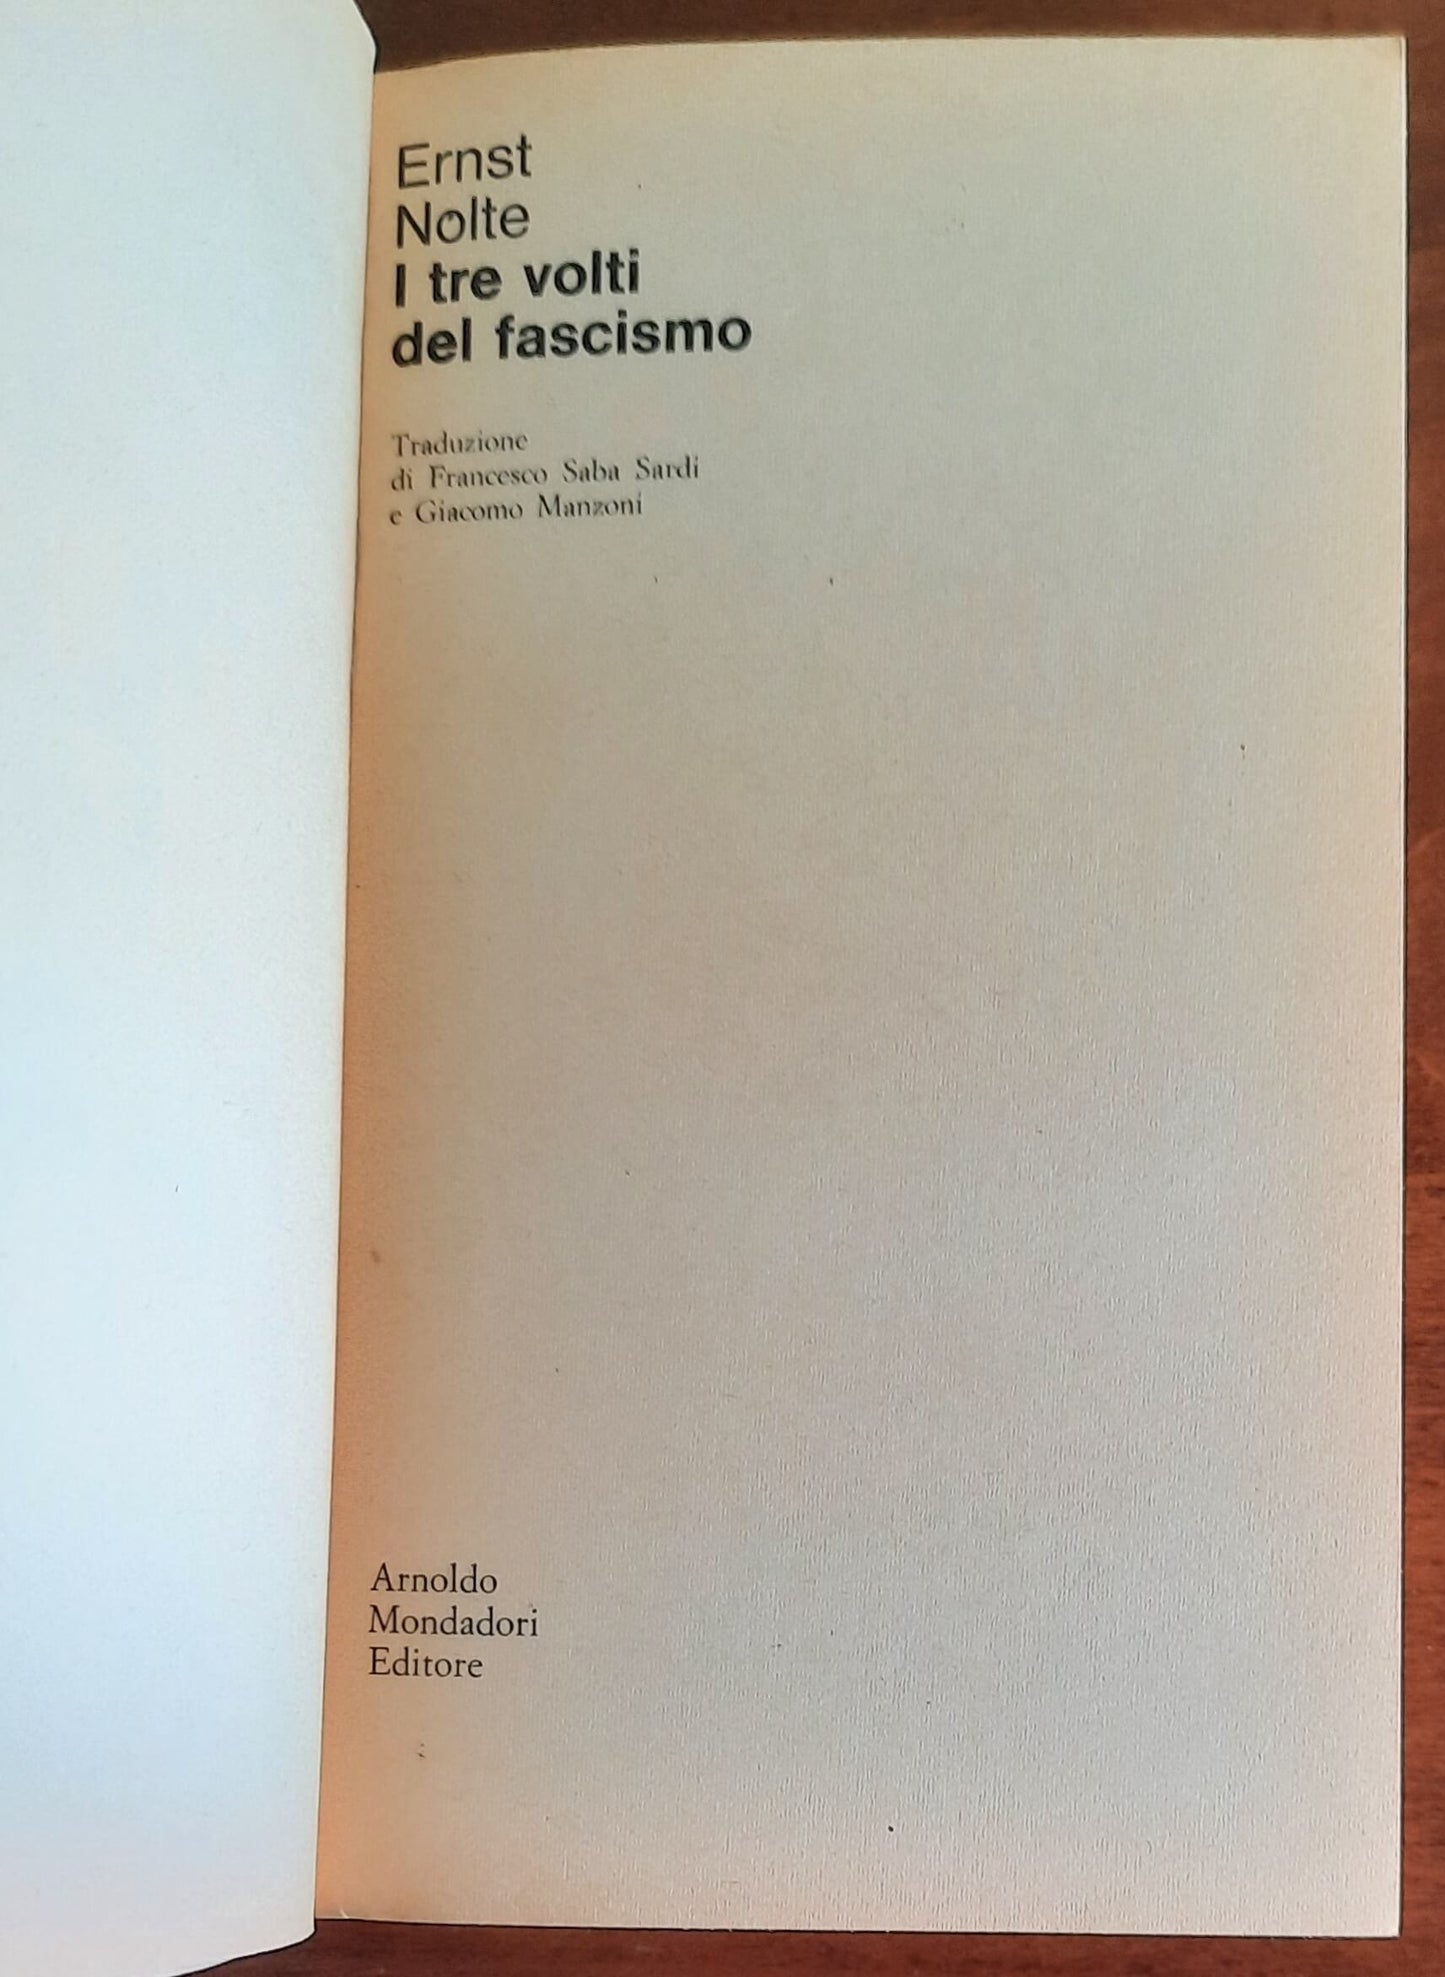 Ernst
Nolte
I tre volti
del fascismo
Traduzione
di Francesco Saba Sardi
e Giacomo Manzoni
Arnoldo
Mondadori
Editore